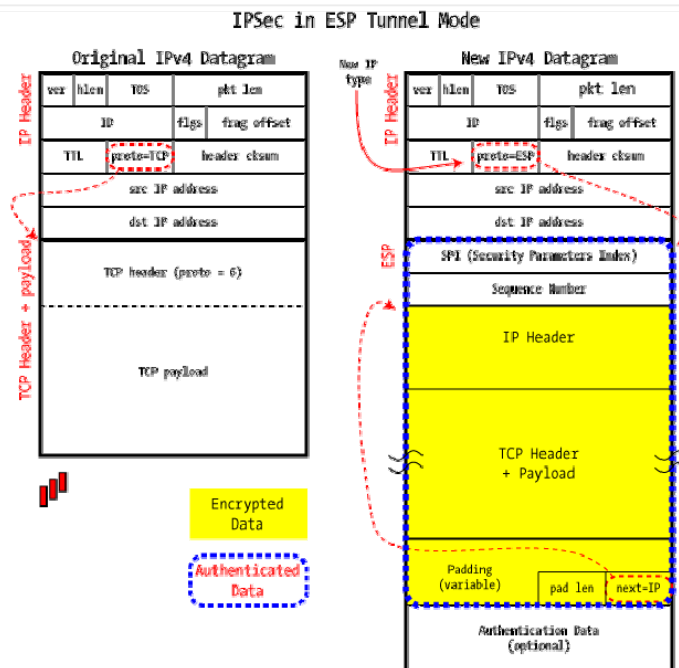 IPSec in ESP Tunnel Mode
Original IPv4 Datagram
IP Header
ver hlen TOS pkt len
ID flgs frag offset
TTL proto=TCP header cksum
src IP address
dst IP address
TCP Header + payload
TCP header (proto = 6)
TCP payload
Encrypted
Data
Authenticated
Data
New IP
type
New IPv4 Datagram
IP Header
ver hlen TOS pkt len
ID flgs frag offset
TTL proto=ESP header cksum
src IP address
dst IP address
ESP
SPI (Security Parameters Index)
Sequence Number
IP Header
TCP Header
+ Payload
Padding
(variable)
pad len next=IP
Authentication Data
(optional)